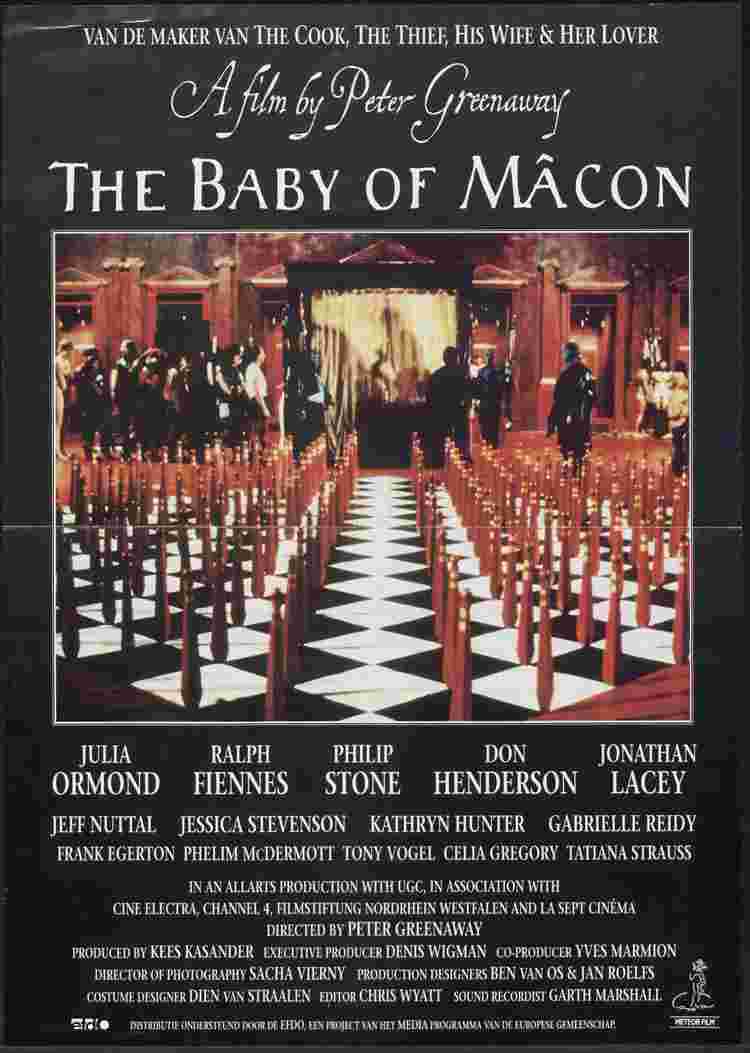 VAN DE MAKER VAN THE COOK, THE THIEF, HIS WIFE & HER LOVER
A film by Peter Greenaway
THE BABY OF MÂCON
JULIA ORMOND
RALPH FIENNES
PHILIP STONE
DON HENDERSON
JONATHAN LACEY
JEFF NUTTAL JESSICA STEVENSON KATHRYN HUNTER GABRIELLE REIDY
FRANK EGERTON PHELIM MCDERMOTT TONY VOGEL CELIA GREGORY TATIANA STRAUSS
IN AN ALLARTS PRODUCTION WITH UGC, IN ASSOCIATION WITH
CINE ELECTRA, CHANNEL 4, FILMSTIFTUNG NORDRHEIN WESTFALEN AND LA SEPT CINÉMA
DIRECTED BY PETER GREENAWAY
PRODUCED BY KEES KASANDER EXECUTIVE PRODUCER DENIS WIGMAN CO-PRODUCER YVES MARMION
DIRECTOR OF PHOTOGRAPHY SACHA VIERNY PRODUCTION DESIGNERS BEN VAN OS & JAN ROELFS
COSTUME DESIGNER DIEN VAN STRAALEN EDITOR CHRIS WYATT SOUND RECORDIST GARTH MARSHALL
efdo DISTRIBUTIE ONDERSTEUND DOOR DE EFDO, EEN PROJECT VAN HET MEDIA PROGRAMMA VAN DE EUROPESE GEMEENSCHAP.
METEOR FILM